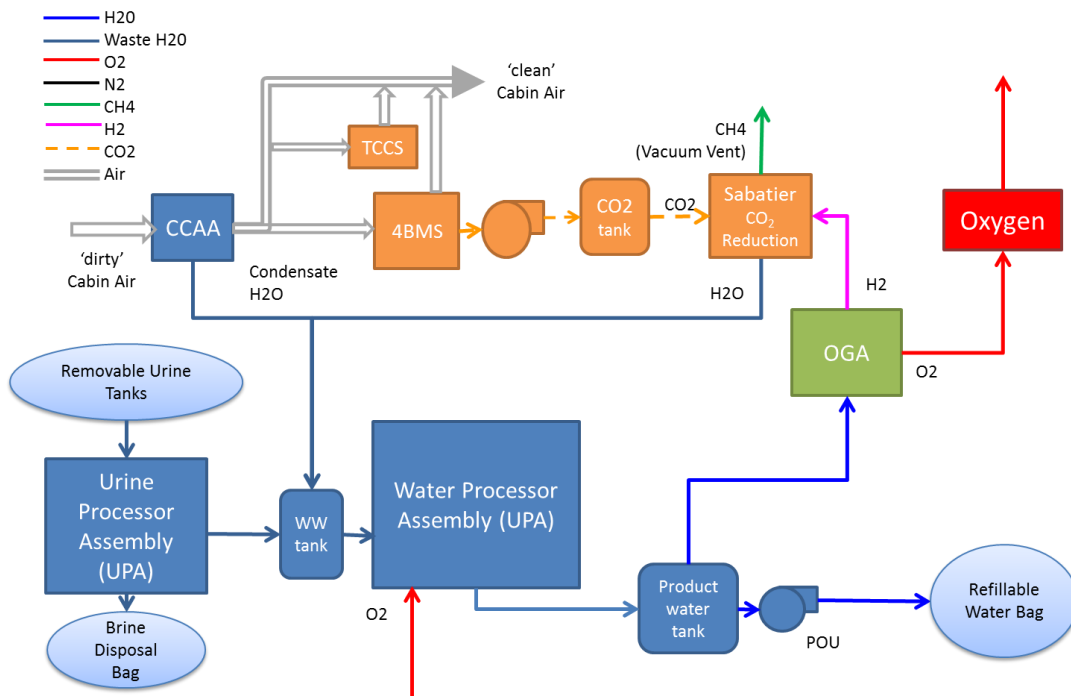 H20
Waste H20
O2
N2
CH4
H2
CO2
Air
‘clean’
Cabin Air
TCCS
CCAA
‘dirty’
Cabin Air
4BMS
CO2
tank
CO2
CH4
(Vacuum Vent)
Sabatier
CO2
Reduction
Oxygen
Condensate
H2O
H2O
H2
OGA
O2
Removable Urine
Tanks
Urine
Processor
Assembly
(UPA)
Brine
Disposal
Bag
WW
tank
Water Processor
Assembly (UPA)
O2
Product
water
tank
POU
Refillable
Water Bag